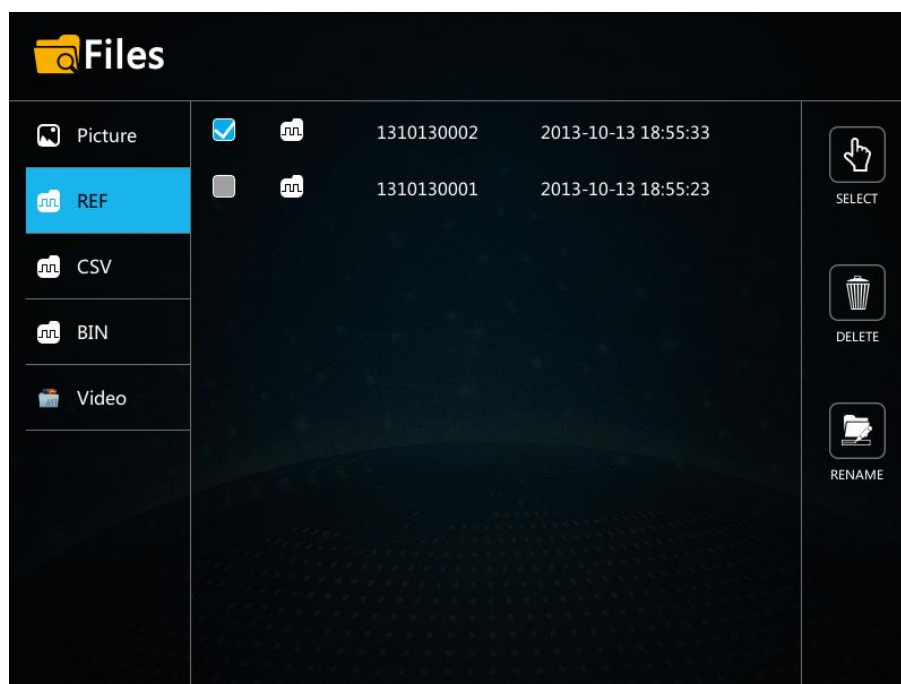 Files
Picture
REF
CSV
BIN
Video
1310130002 2013-10-13 18:55:33
1310130001 2013-10-13 18:55:23
SELECT
DELETE
RENAME